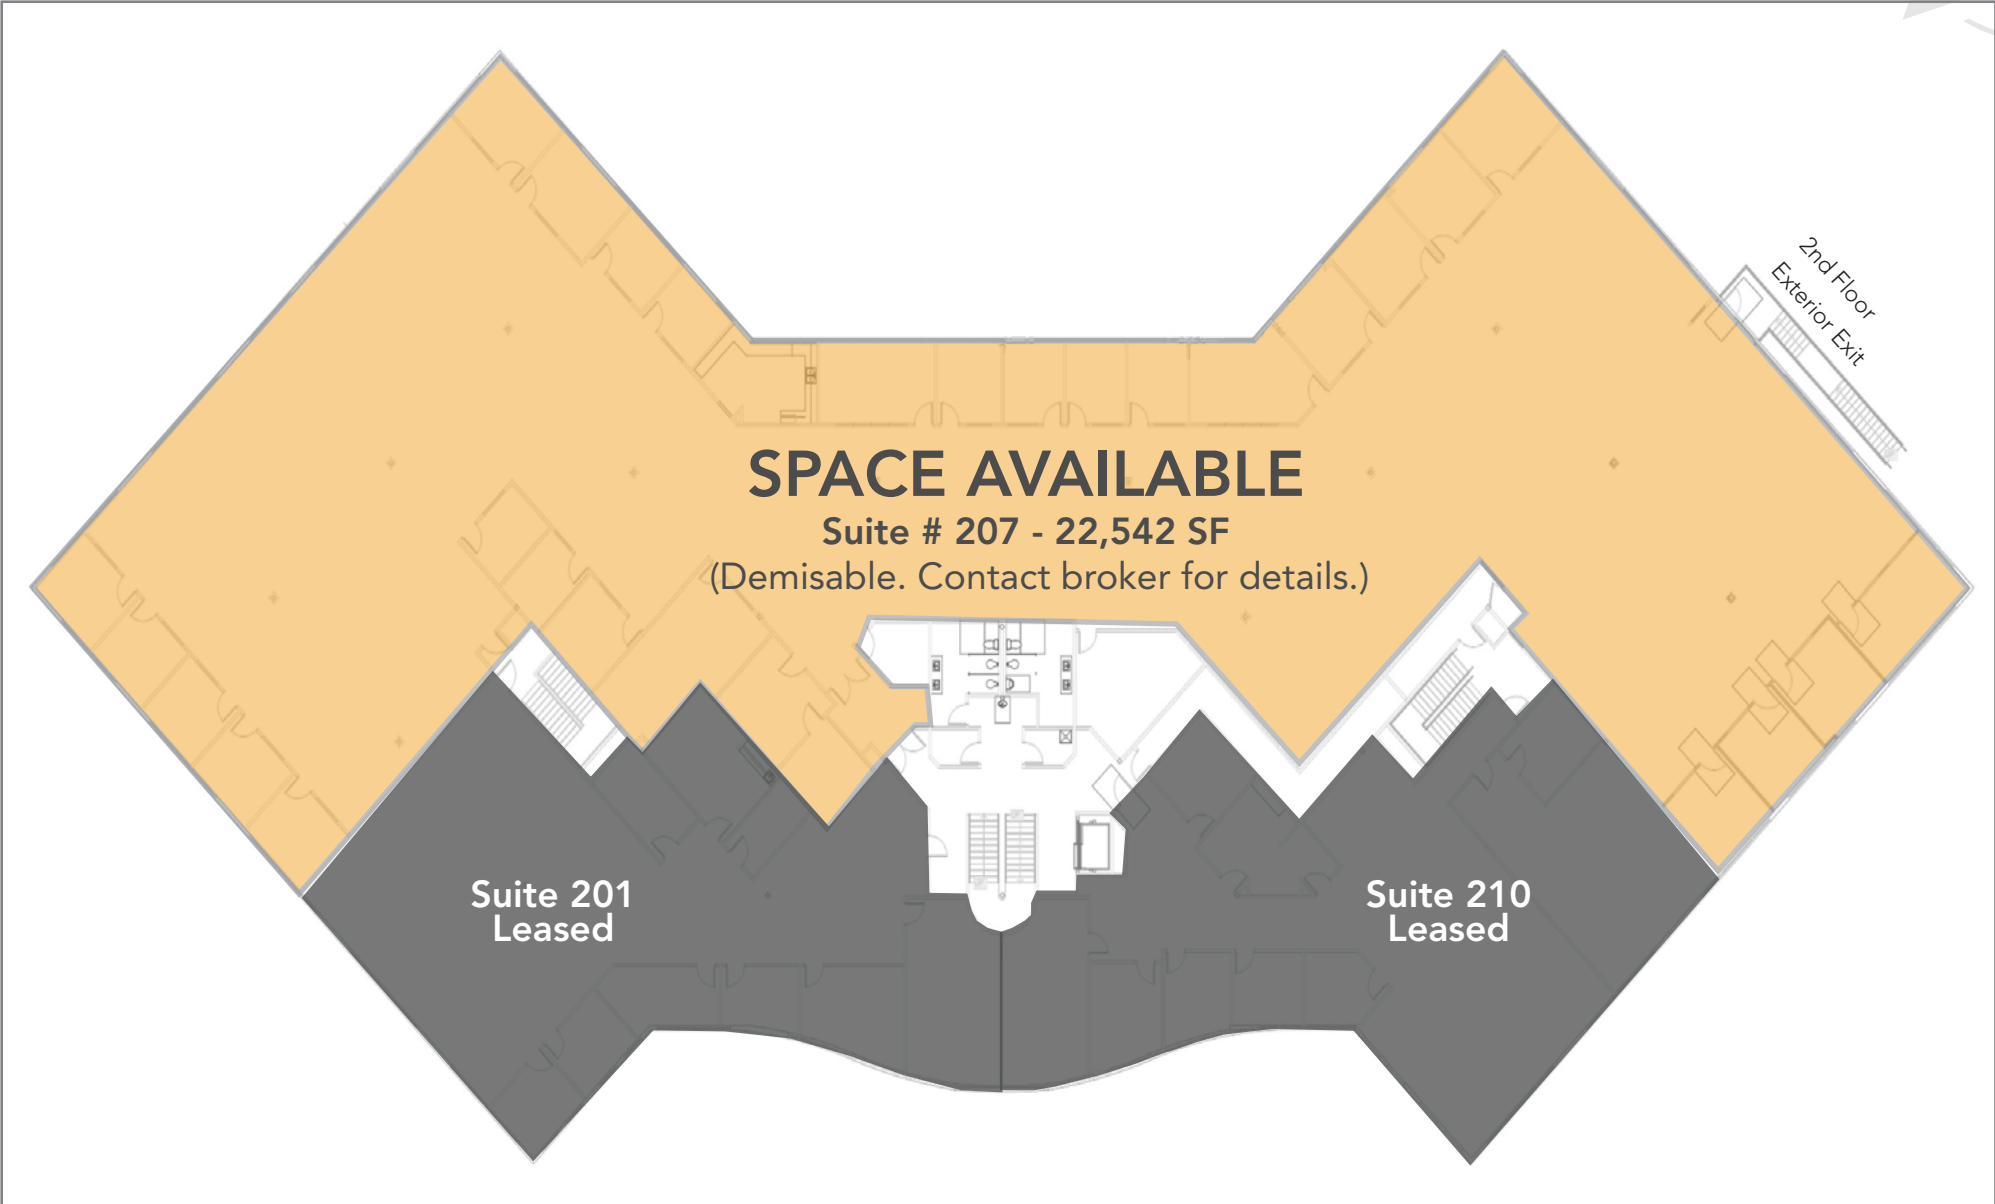 2nd Floor
Exterior Exit
SPACE AVAILABLE
Suite # 207 - 22,542 SF
(Demisable. Contact broker for details.)
Suite 201
Leased
Suite 210
Leased